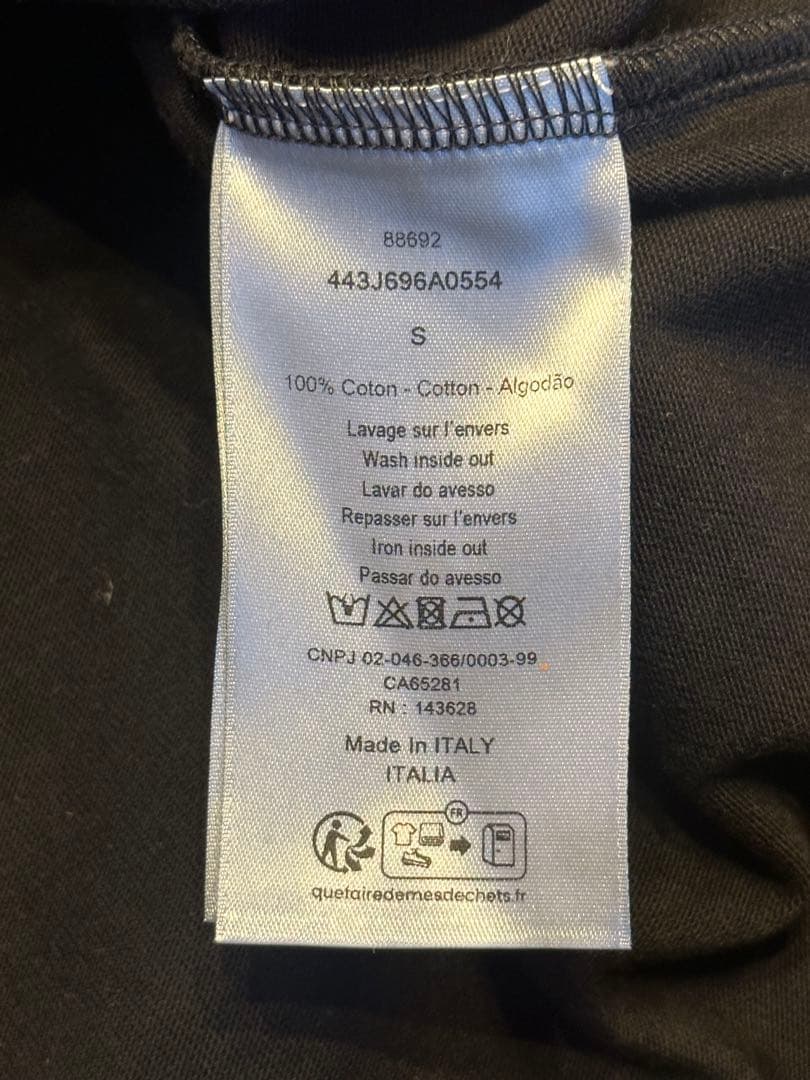 88692
443J696A0554
S
100% Coton - Cotton - Algodão
Lavage sur l'envers
Wash inside out
Lavar do avesso
Repasser sur l'envers
Iron inside out
Passar do avesso
CNPJ 02-046-366/0003-99
CA65281
RN : 143628
Made In ITALY
ITALIA
FR
quefairedemesdechets.fr